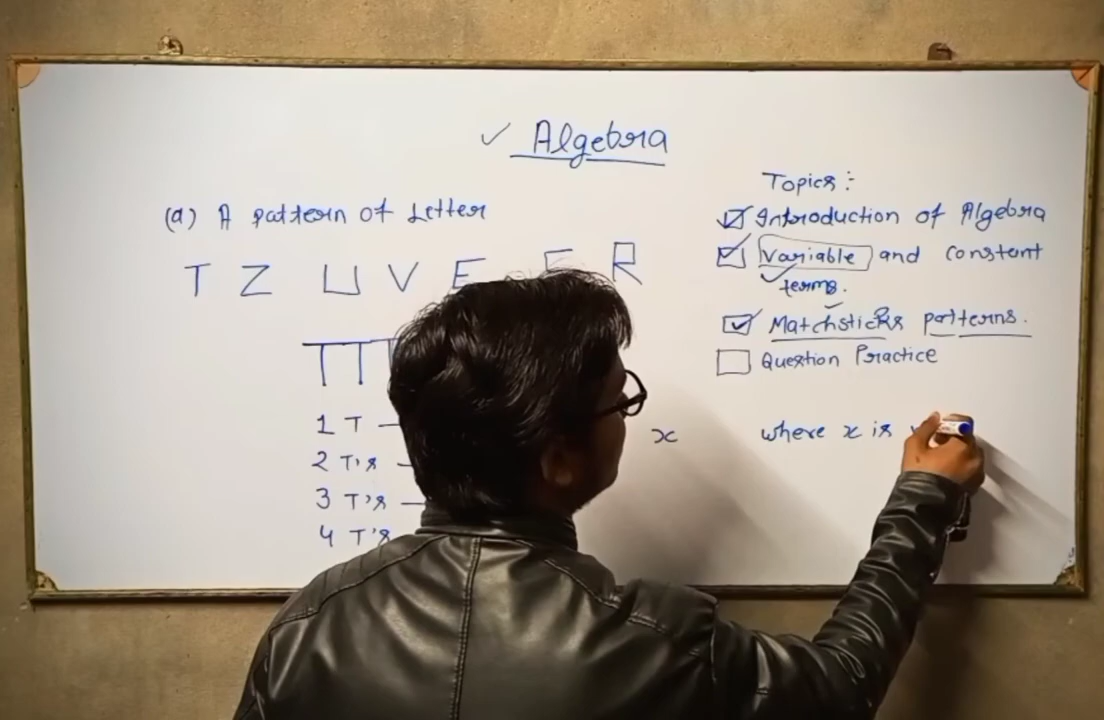 Algebra
(a) A pattern of Letter
T Z U V E F R
TT
1 T —
2 T's —
3 T's —
4 T's
x
Topics :
Introduction of Algebra
Variable and constant
terms.
Matchsticks patterns.
Question Practice
where x is